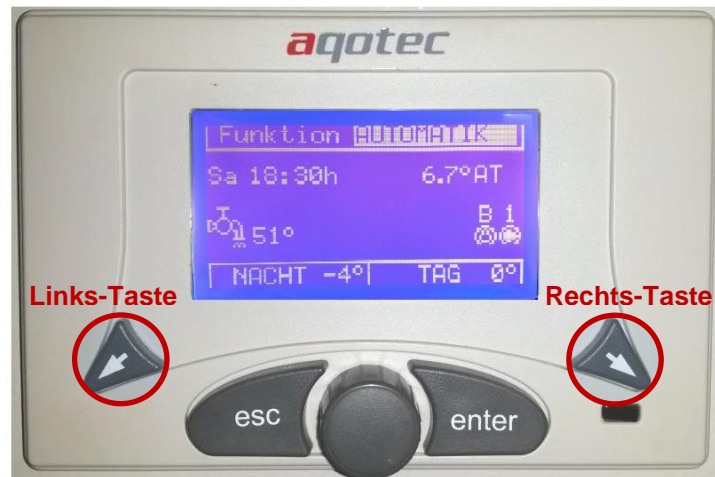 aqotec
Funktion AUTOMATIK
Sa 18:30h 6.7°AT
B 1
51°
NACHT -4° TAG 0°
Links-Taste
Rechts-Taste
esc
enter